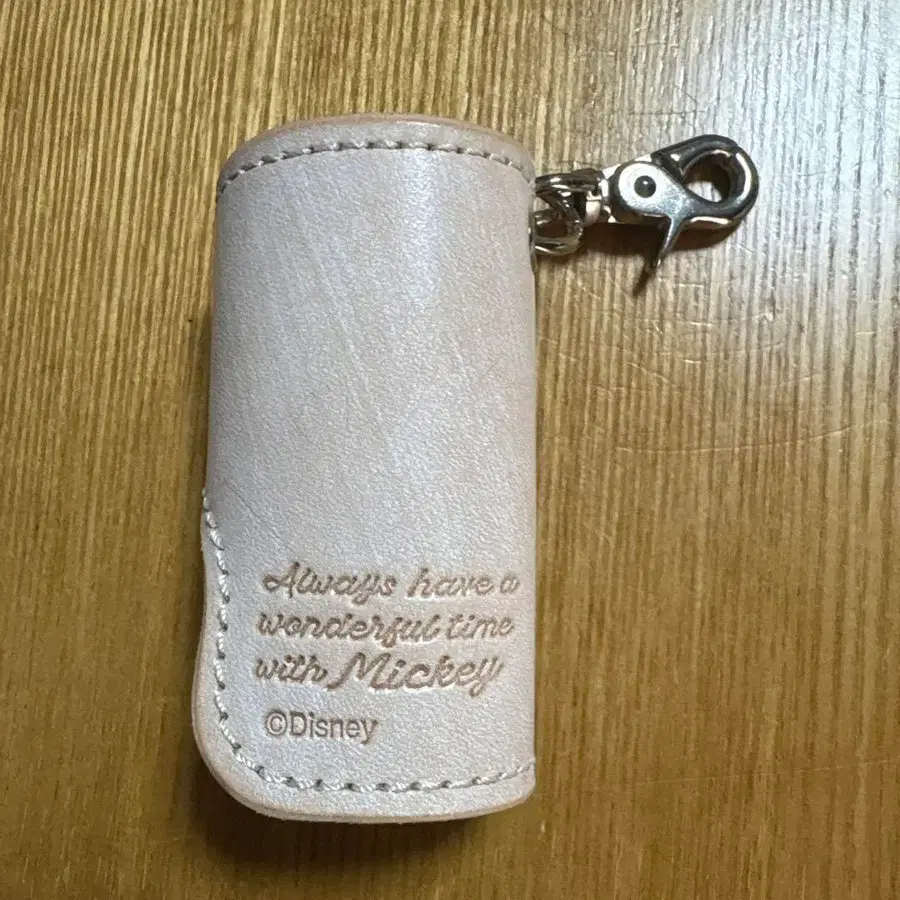 Always have a
wonderful time
with Mickey
©Disney